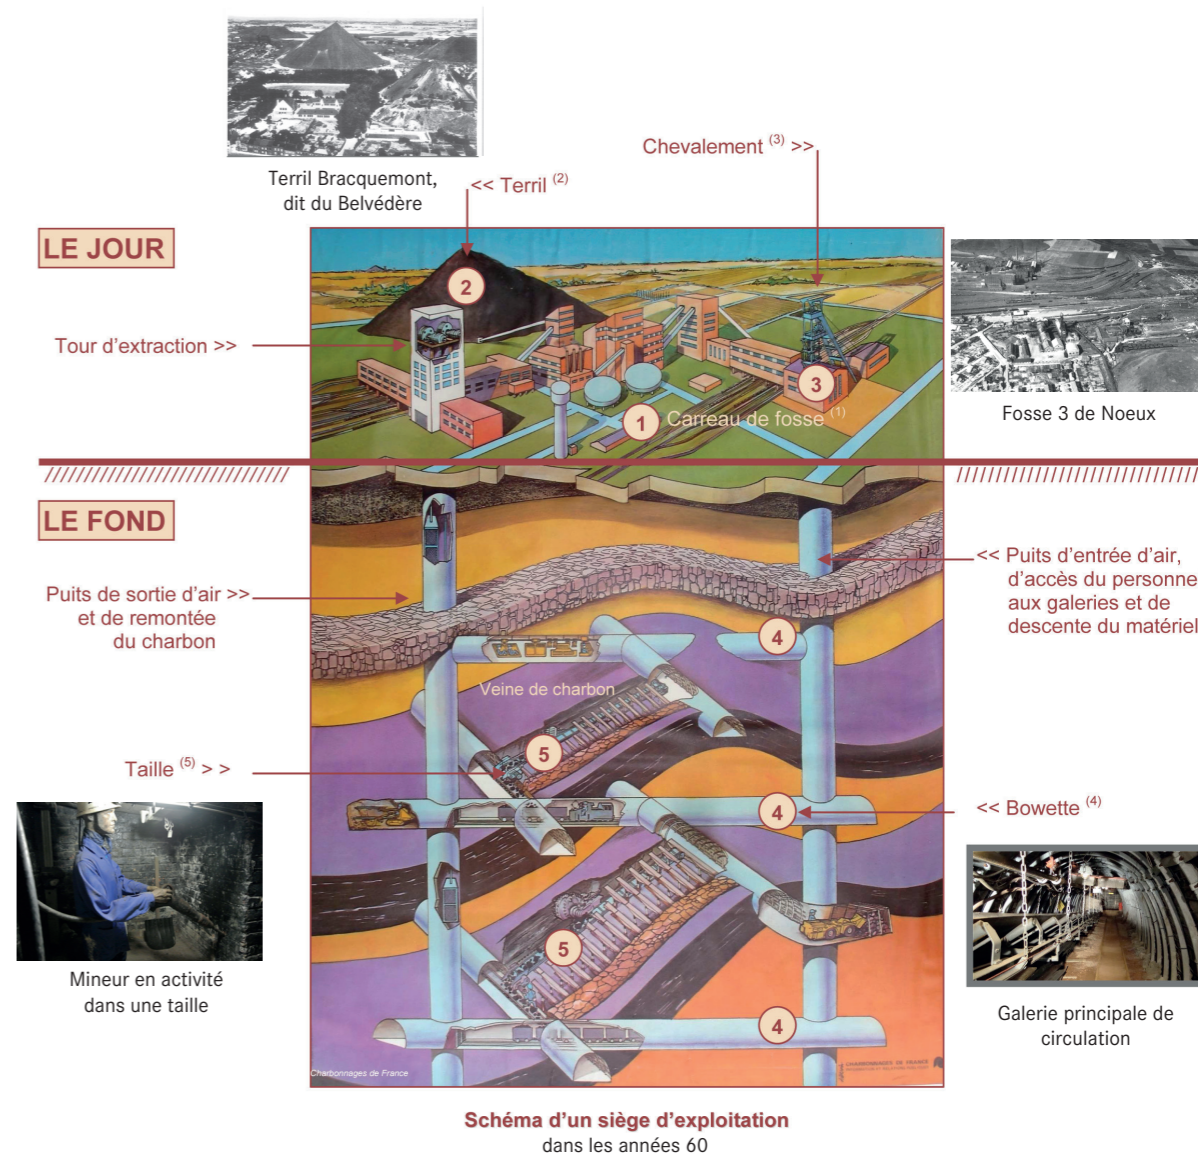 Terril Bracquemont,
dit du Belvédère
<< Terril (2)
Chevalement (3) >>
LE JOUR
2
Tour d'extraction >>
3
1
Carreau de fosse (1)
Fosse 3 de Noeux
LE FOND
Puits de sortie d'air >>
et de remontée
du charbon
<< Puits d'entrée d'air,
d'accès du personne
aux galeries et de
descente du matériel
4
Veine de charbon
5
Taille (5) > >
4
<< Bowette (4)
Mineur en activité
dans une taille
5
4
Galerie principale de
circulation
Charbonnages de France
CHARBONNAGES DE FRANCE
Schéma d'un siège d'exploitation
dans les années 60